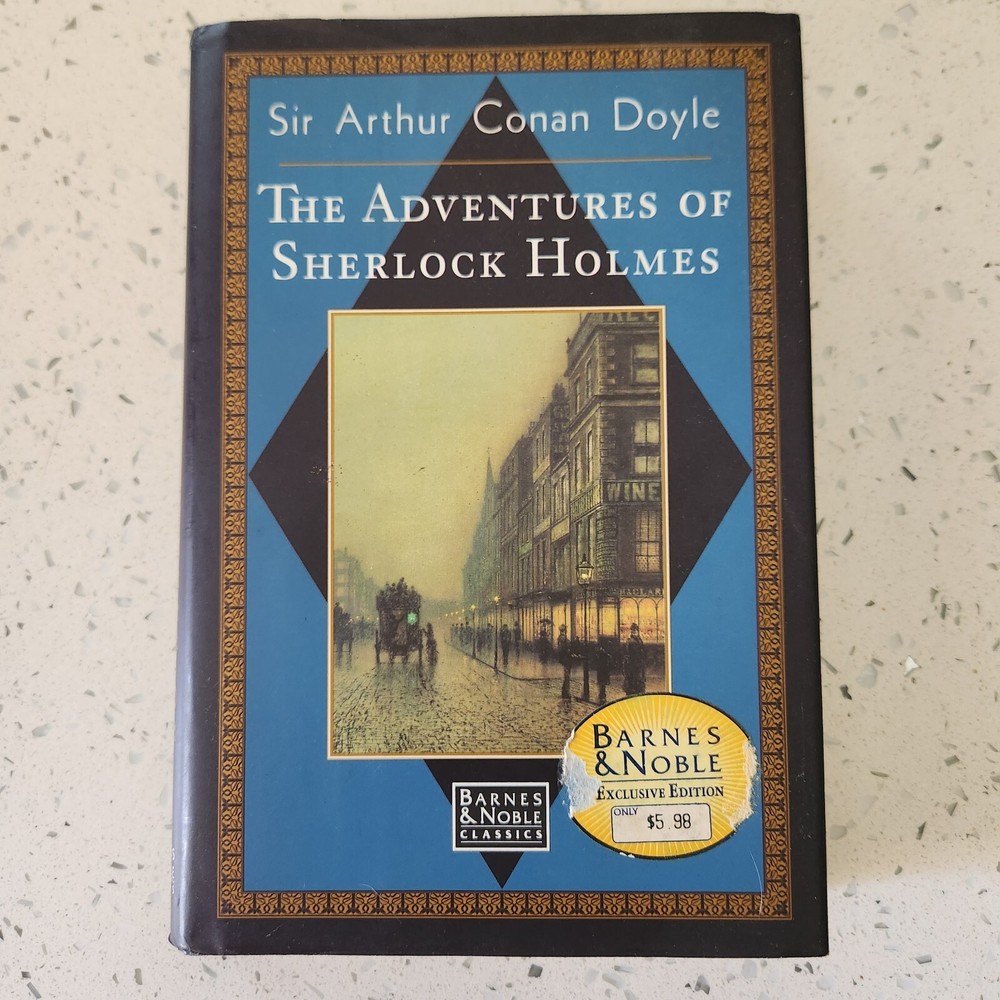 Sir Arthur Conan Doyle
THE ADVENTURES OF
SHERLOCK HOLMES
WINE
BARNES
& NOBLE
CLASSICS
BARNES
& NOBLE
EXCLUSIVE EDITION
ONLY
$5.98